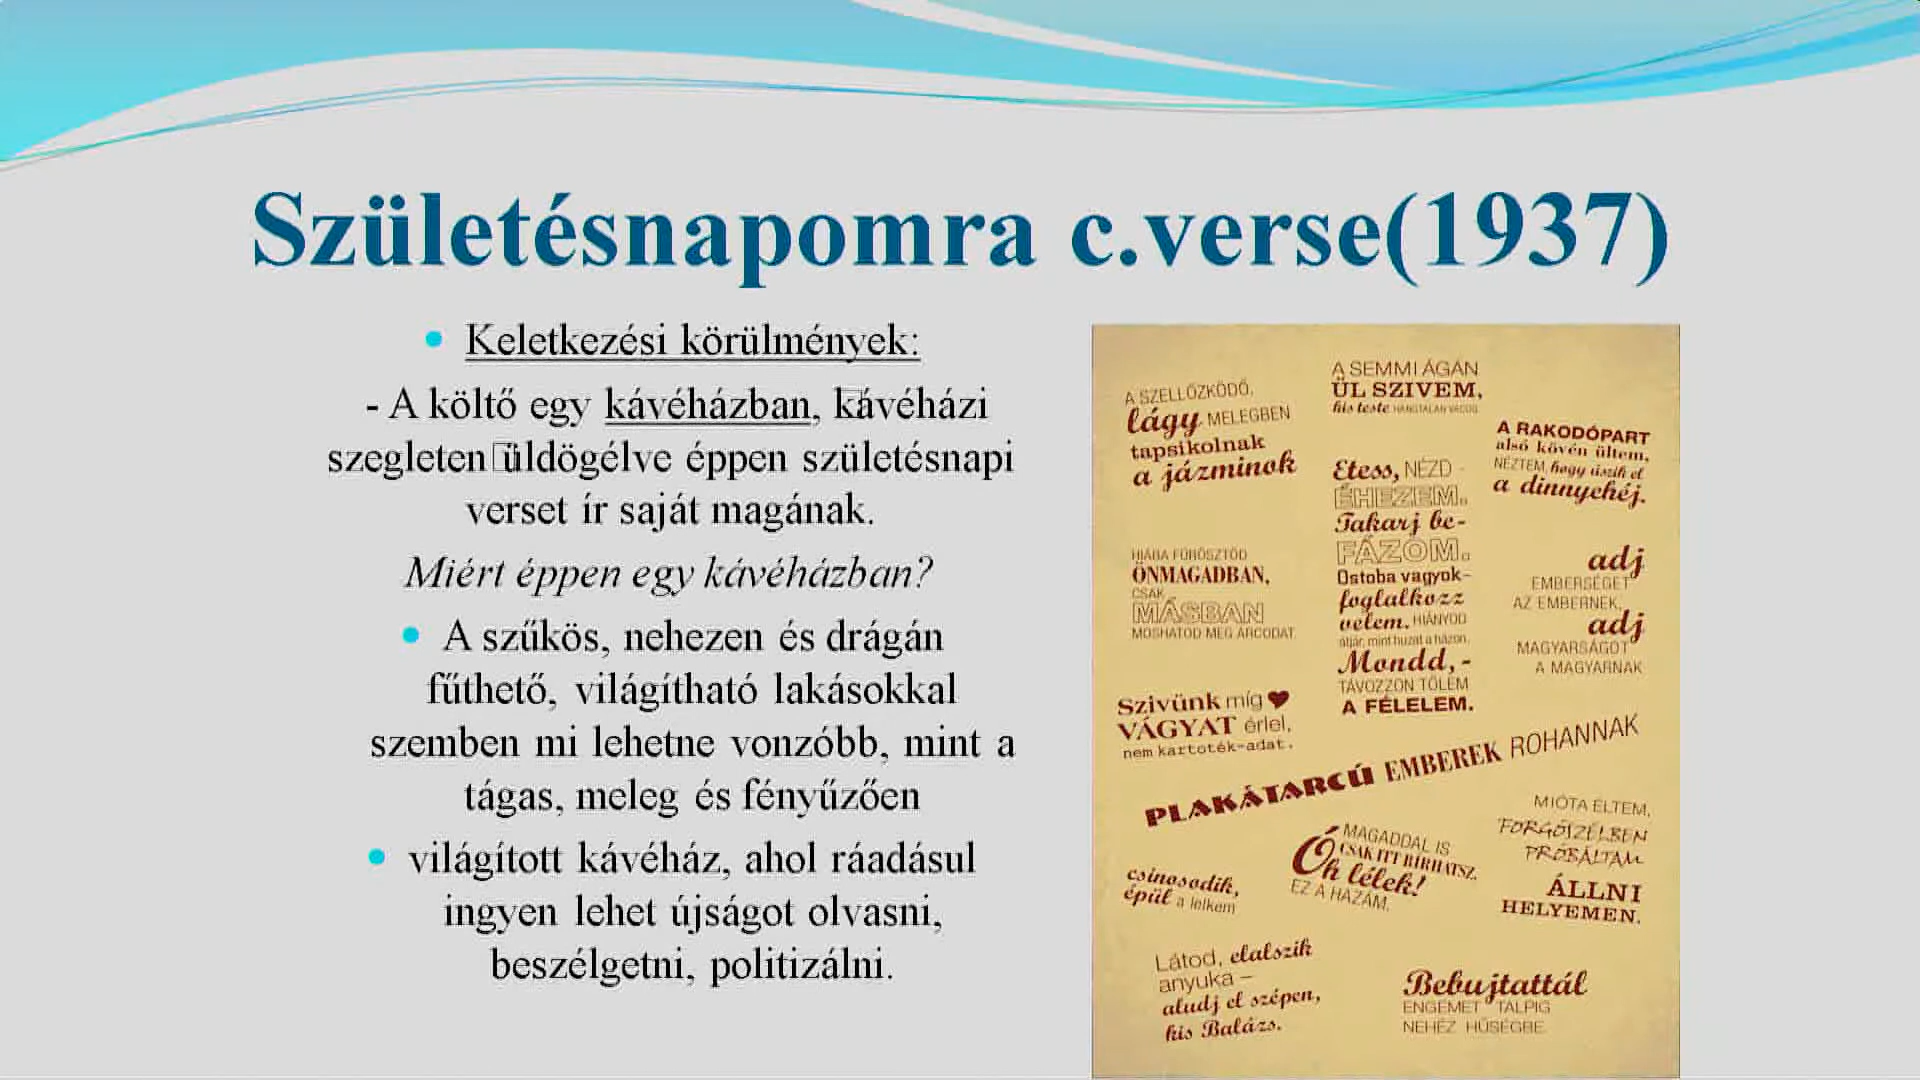 Születésnapomra c.verse(1937)
Keletkezési körülmények:
- A költő egy kávéházban, kávéházi
szegleten üldögélve éppen születésnapi
verset ír saját magának.
Miért éppen egy kávéházban?
A szűkös, nehezen és drágán
fűthető, világítható lakásokkal
szemben mi lehetne vonzóbb, mint a
tágas, meleg és fényűzően
világított kávéház, ahol ráadásul
ingyen lehet újságot olvasni,
beszélgetni, politizálni.
A SZELLŐZKÖDŐ,
lágy MELEGBEN
tapsikolnak
a jázminok
A SEMMI ÁGÁN
ÜL SZIVEM,
kis teste HANGTALAN VACOG
A RAKODÓPART
alsó kövén ültem,
NÉZTEM, hogy úszik el
a dinnyehéj.
Etess, NÉZD -
ÉHEZEM.
Takarj be-
FÁZOM.
Ostoba vagyok-
foglalkozz
velem. HIÁNYOD
átjár, mint huzat a házon.
Mondd,-
TÁVOZZON TŐLEM
A FÉLELEM.
HIÁBA FÜRÖSZTÖD
ÖNMAGADBAN,
CSAK
MÁSBAN
MOSHATOD MEG ARCODAT
adj
EMBERSÉGET
AZ EMBERNEK,
adj
MAGYARSÁGOT
A MAGYARNAK
Szivünk míg
VÁGYAT érlel,
nem kartoték-adat.
PLAKÁTARCÚ EMBEREK ROHANNAK
MIÓTA ÉLTEM,
FORGÓSZÉLBEN
PRÓBÁLTAM
ÁLLNI
HELYEMEN.
MAGADDAL IS
CSAK ITT BÍRHATSZ,
Óh lélek!
EZ A HAZÁM.
csinosodik,
épül a lelkem
Látod, elalszik
anyuka –
aludj el szépen,
kis Balázs.
Bebujtattál
ENGEMET TALPIG
NEHÉZ HŰSÉGBE